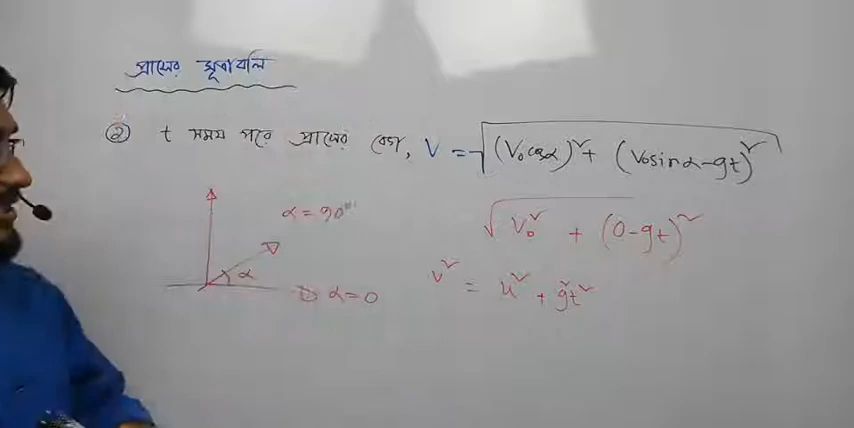 প্রাসের সূত্রাবলি
② t সময় পরে প্রাসের বেগ, V = √(V₀cosα)² + (V₀sinα-gt)²
α = 90°
√V₀² + (0-gt)²
α
α = 0
v² = u² + g²t²